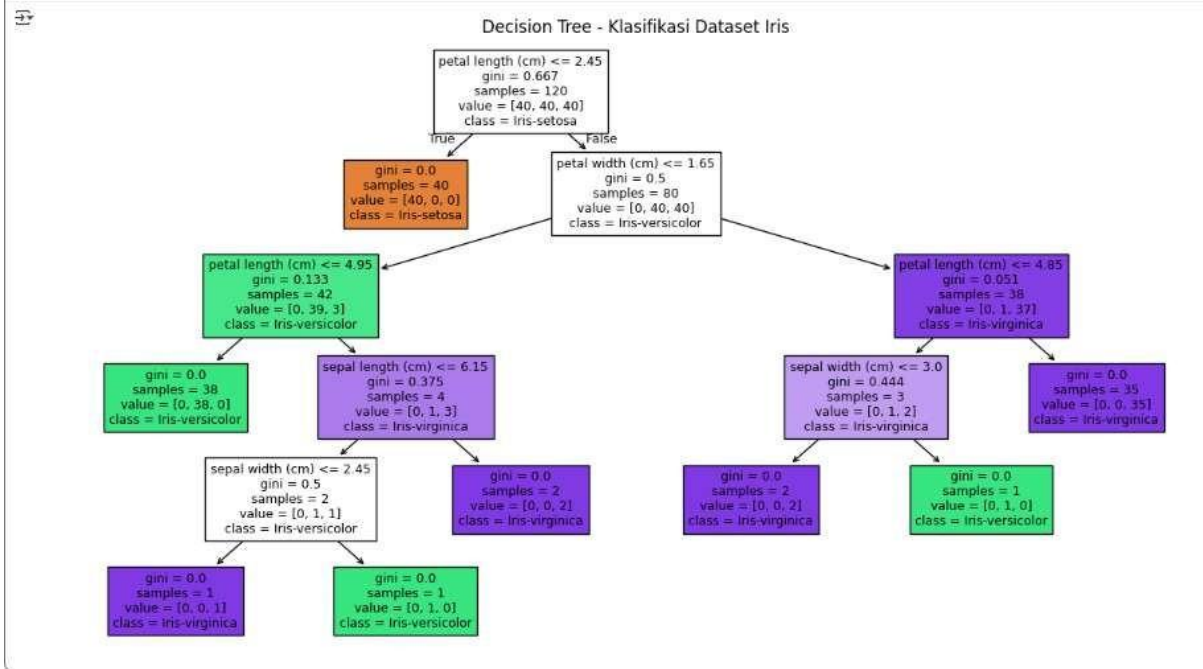 Decision Tree - Klasifikasi Dataset Iris
petal length (cm) <= 2.45
gini = 0.667
samples = 120
value = [40, 40, 40]
class = Iris-setosa
True
False
gini = 0.0
samples = 40
value = [40, 0, 0]
class = Iris-setosa
petal width (cm) <= 1.65
gini = 0.5
samples = 80
value = [0, 40, 40]
class = Iris-versicolor
petal length (cm) <= 4.95
gini = 0.133
samples = 42
value = [0, 39, 3]
class = Iris-versicolor
petal length (cm) <= 4.85
gini = 0.051
samples = 38
value = [0, 1, 37]
class = Iris-virginica
gini = 0.0
samples = 38
value = [0, 38, 0]
class = Iris-versicolor
sepal length (cm) <= 6.15
gini = 0.375
samples = 4
value = [0, 1, 3]
class = Iris-virginica
sepal width (cm) <= 3.0
gini = 0.444
samples = 3
value = [0, 1, 2]
class = Iris-virginica
gini = 0.0
samples = 35
value = [0, 0, 35]
class = Iris-virginica
sepal width (cm) <= 2.45
gini = 0.5
samples = 2
value = [0, 1, 1]
class = Iris-versicolor
gini = 0.0
samples = 2
value = [0, 0, 2]
class = Iris-virginica
gini = 0.0
samples = 2
value = [0, 0, 2]
class = Iris-virginica
gini = 0.0
samples = 1
value = [0, 1, 0]
class = Iris-versicolor
gini = 0.0
samples = 1
value = [0, 0, 1]
class = Iris-virginica
gini = 0.0
samples = 1
value = [0, 1, 0]
class = Iris-versicolor